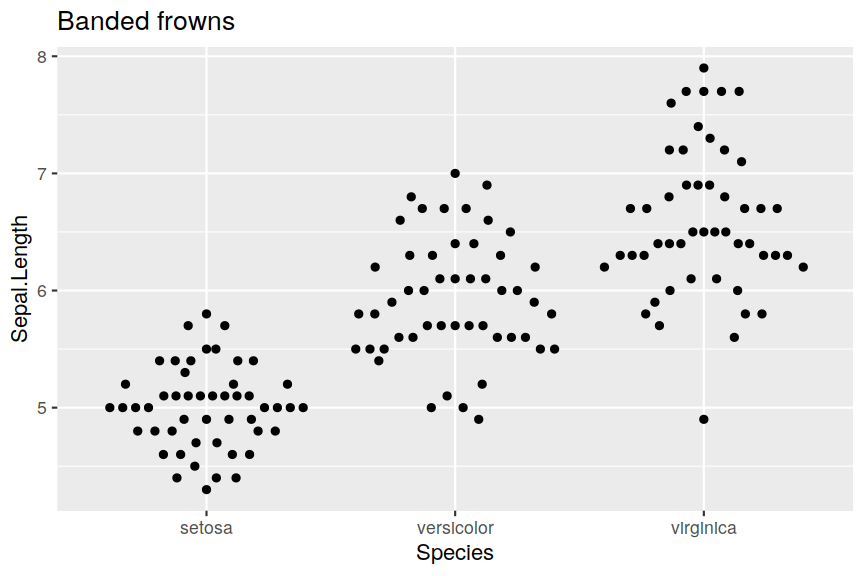 Banded frowns
8
7
6
5
Sepal.Length
setosa
versicolor
virginica
Species